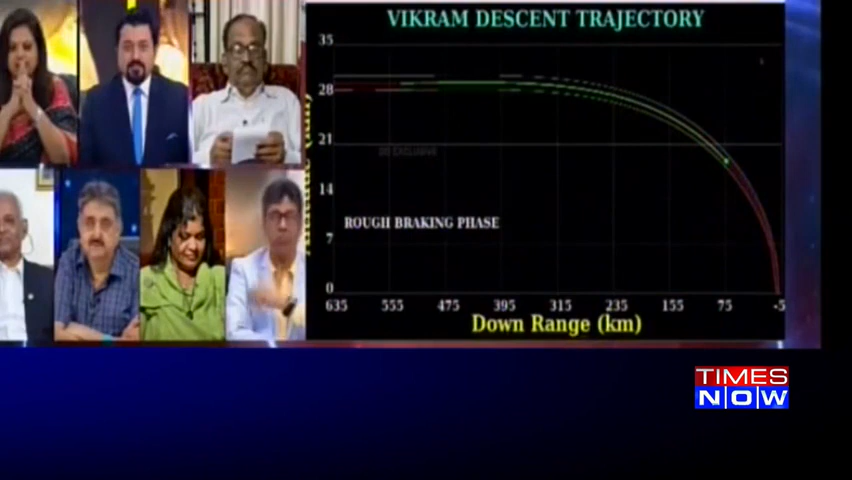 VIKRAM DESCENT TRAJECTORY
35
28
21
14
7
0
ROUGH BRAKING PHASE
635 555 475 395 315 235 155 75 -5
Down Range (km)
TIMES
NOW